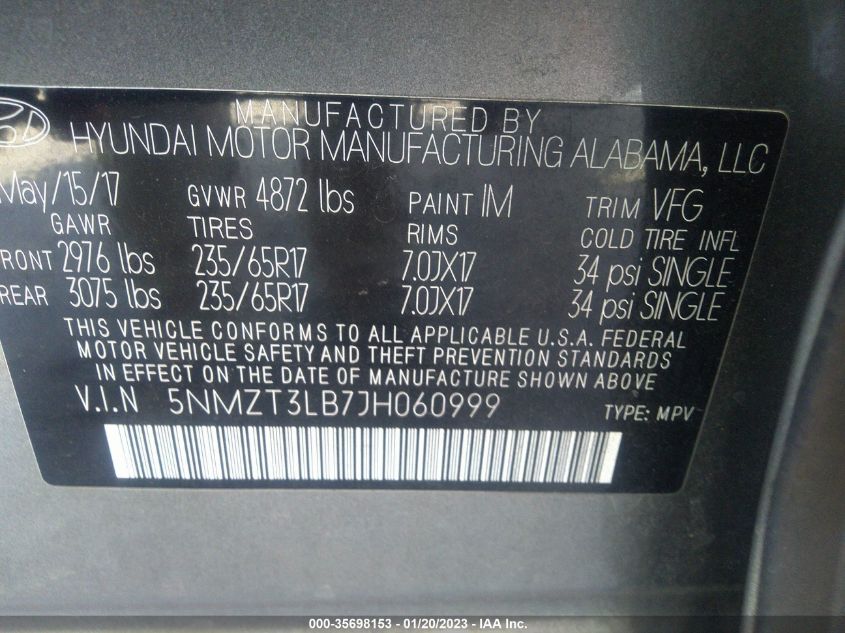 MANUFACTURED BY
HYUNDAI MOTOR MANUFACTURING ALABAMA, LLC
May/15/17 GVWR 4872 lbs PAINT IM TRIM VFG
GAWR TIRES RIMS COLD TIRE INFL
FRONT 2976 lbs 235/65R17 7.0JX17 34 psi SINGLE
REAR 3075 lbs 235/65R17 7.0JX17 34 psi SINGLE
THIS VEHICLE CONFORMS TO ALL APPLICABLE U.S.A. FEDERAL
MOTOR VEHICLE SAFETY AND THEFT PREVENTION STANDARDS
IN EFFECT ON THE DATE OF MANUFACTURE SHOWN ABOVE
V.I.N 5NMZT3LB7JH060999 TYPE: MPV
000-35698153 - 01/20/2023 - IAA Inc.